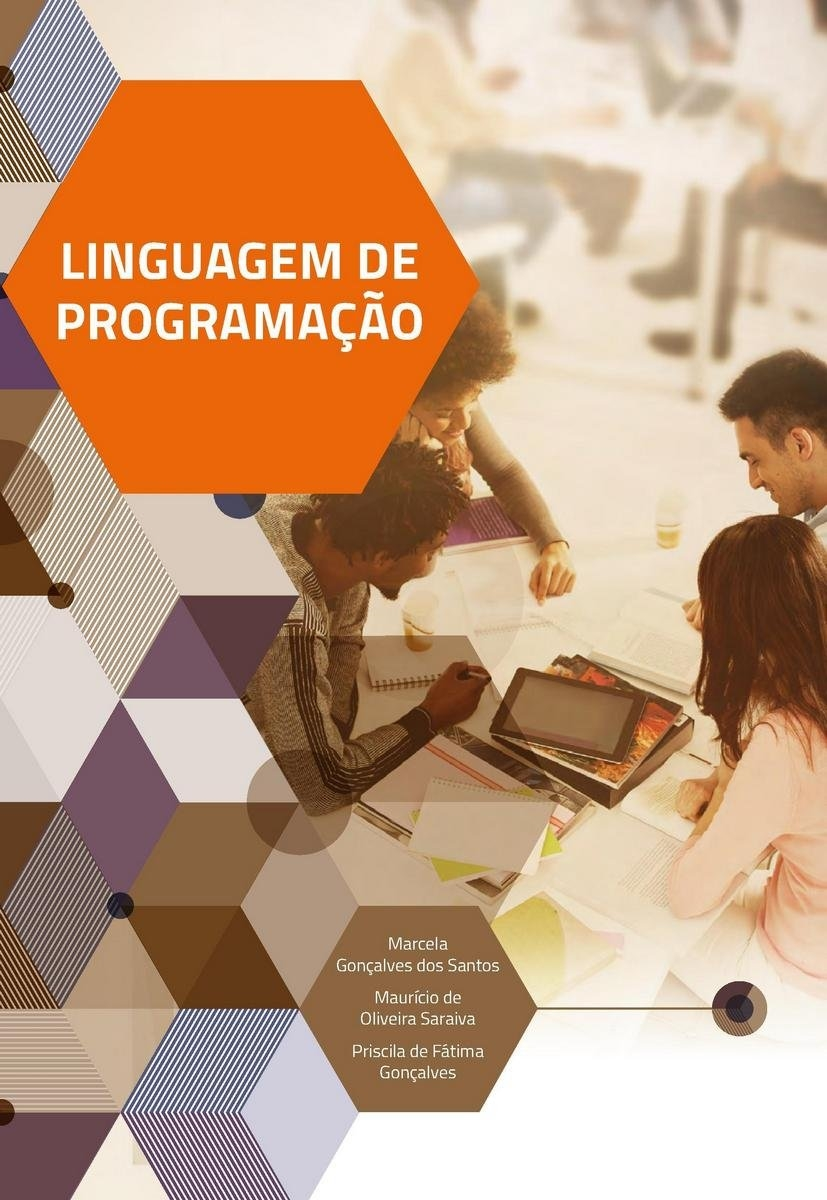 LINGUAGEM DE
PROGRAMAÇÃO
Marcela
Gonçalves dos Santos
Maurício de
Oliveira Saraiva
Priscila de Fátima
Gonçalves